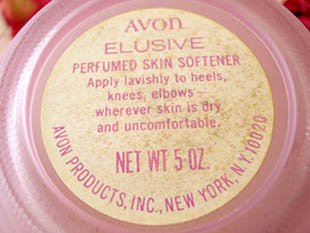 AVON
ELUSIVE
PERFUMED SKIN SOFTENER
Apply lavishly to heels,
knees, elbows —
wherever skin is dry
and uncomfortable.
NET WT 5 OZ.
AVON PRODUCTS, INC., NEW YORK, N.Y. 10020